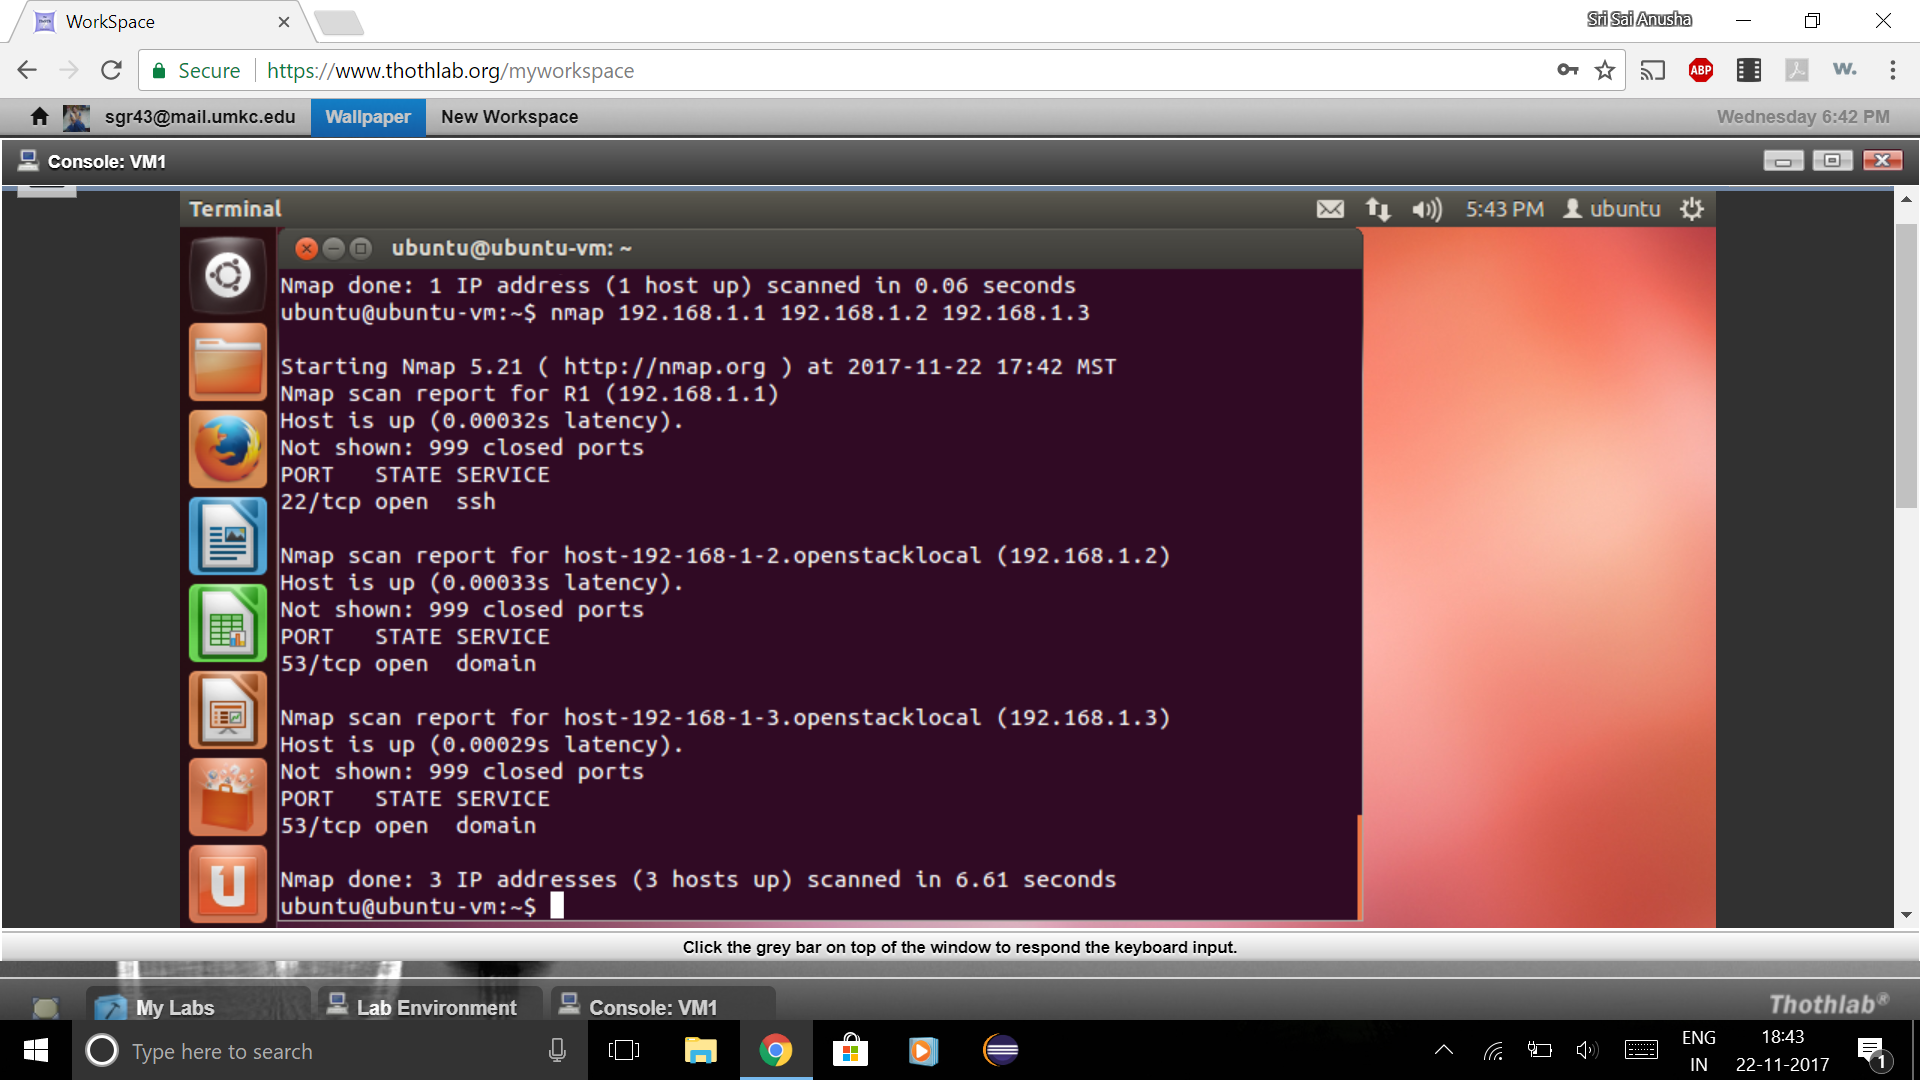 WorkSpace
Sri Sai Anusha
Secure https://www.thothlab.org/myworkspace
ABP
W.
sgr43@mail.umkc.edu Wallpaper New Workspace Wednesday 6:42 PM
Console: VM1
Terminal 5:43 PM ubuntu
ubuntu@ubuntu-vm: ~
Nmap done: 1 IP address (1 host up) scanned in 0.06 seconds
ubuntu@ubuntu-vm:~$ nmap 192.168.1.1 192.168.1.2 192.168.1.3
Starting Nmap 5.21 ( http://nmap.org ) at 2017-11-22 17:42 MST
Nmap scan report for R1 (192.168.1.1)
Host is up (0.00032s latency).
Not shown: 999 closed ports
PORT   STATE SERVICE
22/tcp open  ssh
Nmap scan report for host-192-168-1-2.openstacklocal (192.168.1.2)
Host is up (0.00033s latency).
Not shown: 999 closed ports
PORT   STATE SERVICE
53/tcp open  domain
Nmap scan report for host-192-168-1-3.openstacklocal (192.168.1.3)
Host is up (0.00029s latency).
Not shown: 999 closed ports
PORT   STATE SERVICE
53/tcp open  domain
Nmap done: 3 IP addresses (3 hosts up) scanned in 6.61 seconds
ubuntu@ubuntu-vm:~$
Click the grey bar on top of the window to respond the keyboard input.
My Labs Lab Environment Console: VM1 Thothlab®
Type here to search
ENG
IN
18:43
22-11-2017
1